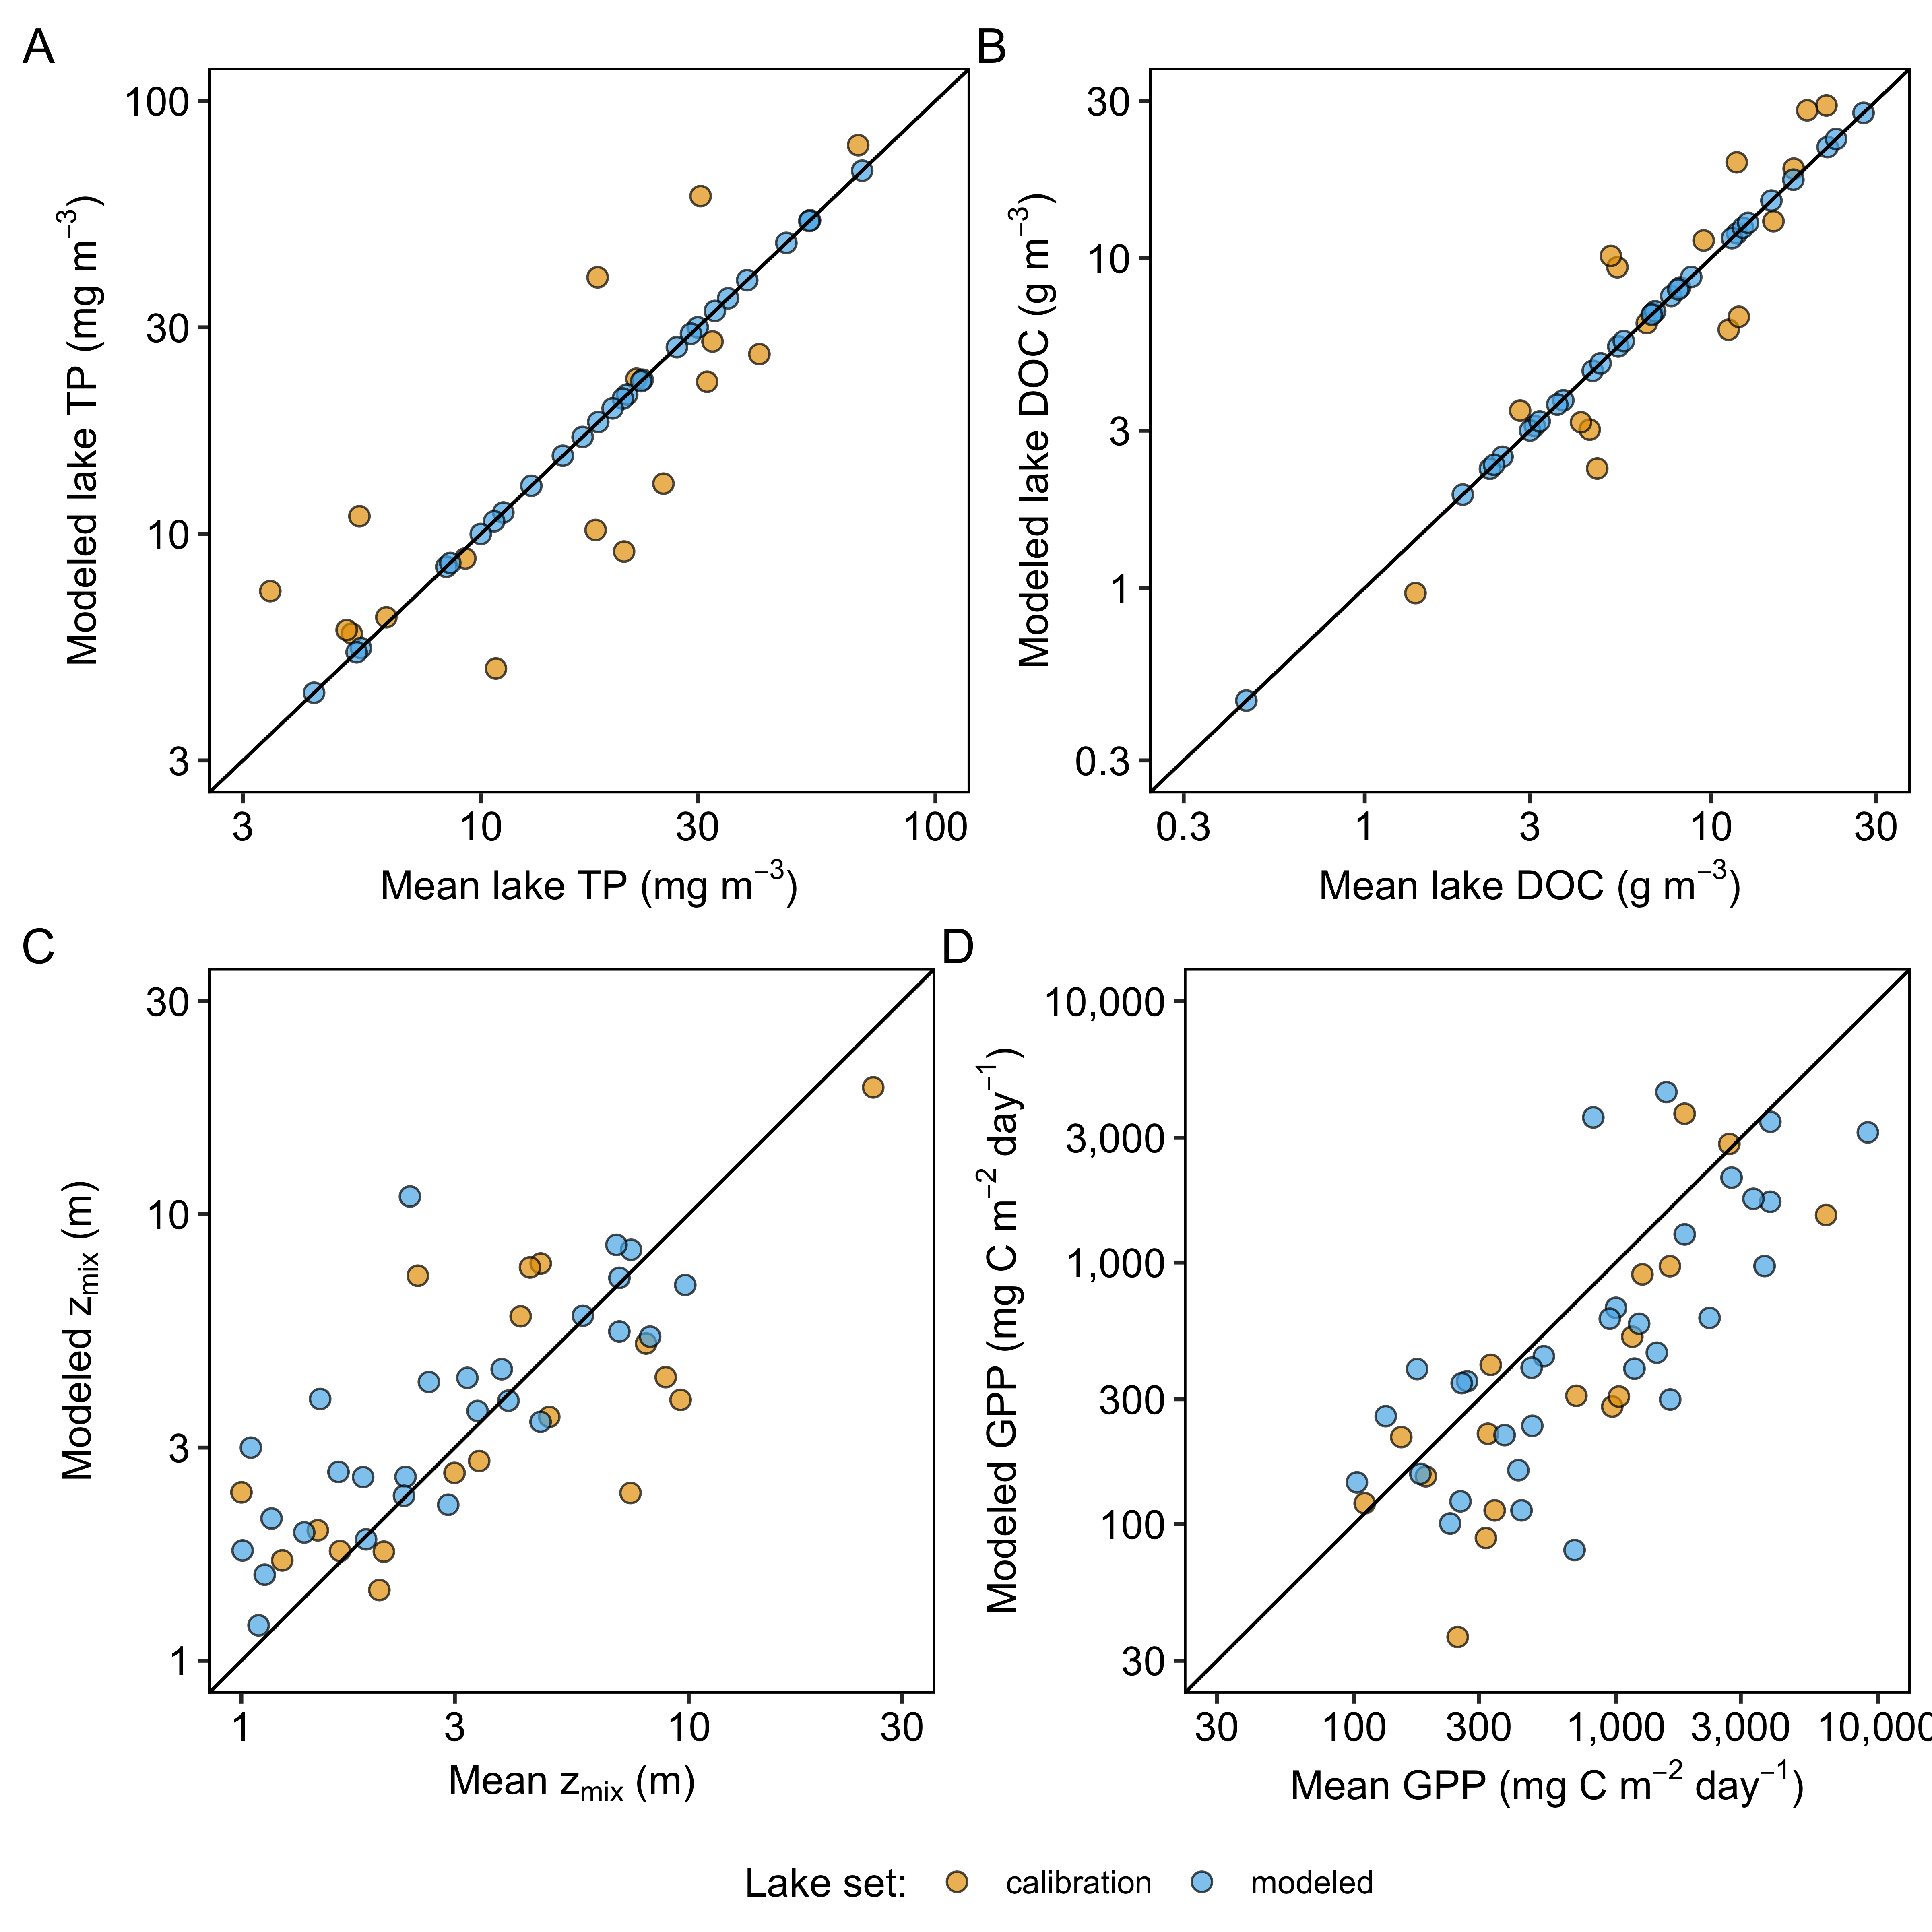 A
B
100
30
10
3
Modeled lake TP (mg m⁻³)
3 10 30 100
Mean lake TP (mg m⁻³)
30
10
3
1
0.3
Modeled lake DOC (g m⁻³)
0.3 1 3 10 30
Mean lake DOC (g m⁻³)
C
D
30
10
3
1
Modeled zmix (m)
1 3 10 30
Mean zmix (m)
10,000
3,000
1,000
300
100
30
Modeled GPP (mg C m⁻² day⁻¹)
30 100 300 1,000 3,000 10,000
Mean GPP (mg C m⁻² day⁻¹)
Lake set: calibration modeled